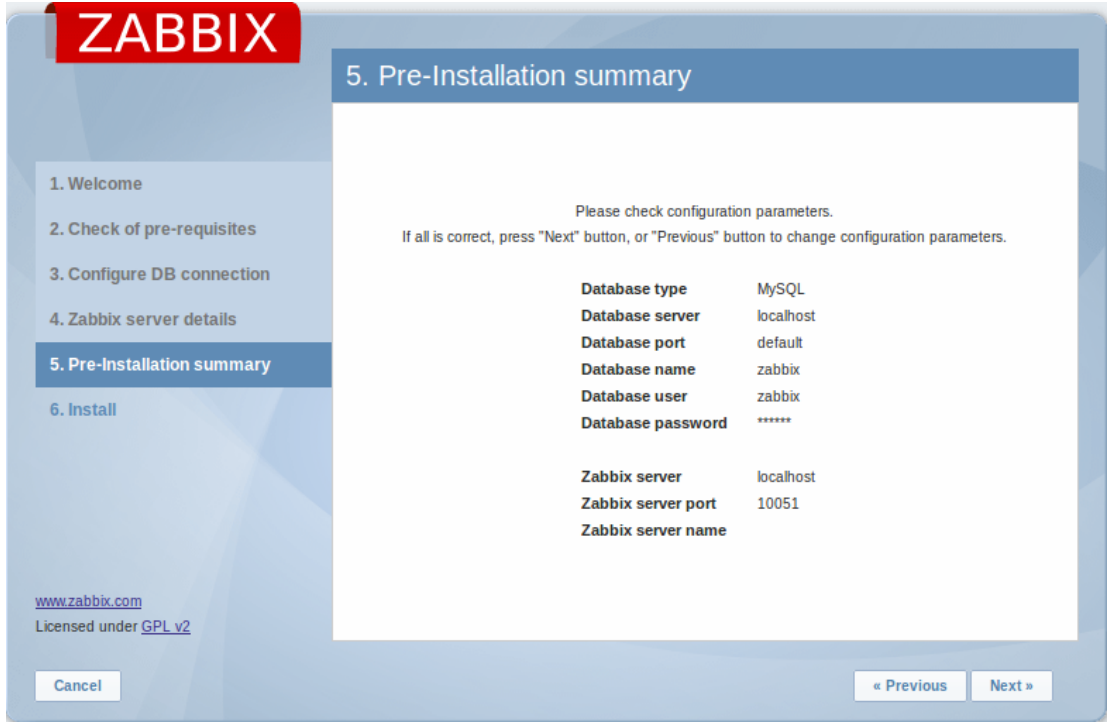 ZABBIX
5. Pre-Installation summary
1. Welcome
2. Check of pre-requisites
3. Configure DB connection
4. Zabbix server details
5. Pre-Installation summary
6. Install
Please check configuration parameters.
If all is correct, press "Next" button, or "Previous" button to change configuration parameters.
Database type MySQL
Database server localhost
Database port default
Database name zabbix
Database user zabbix
Database password ******
Zabbix server localhost
Zabbix server port 10051
Zabbix server name
www.zabbix.com
Licensed under GPL v2
Cancel
« Previous
Next »